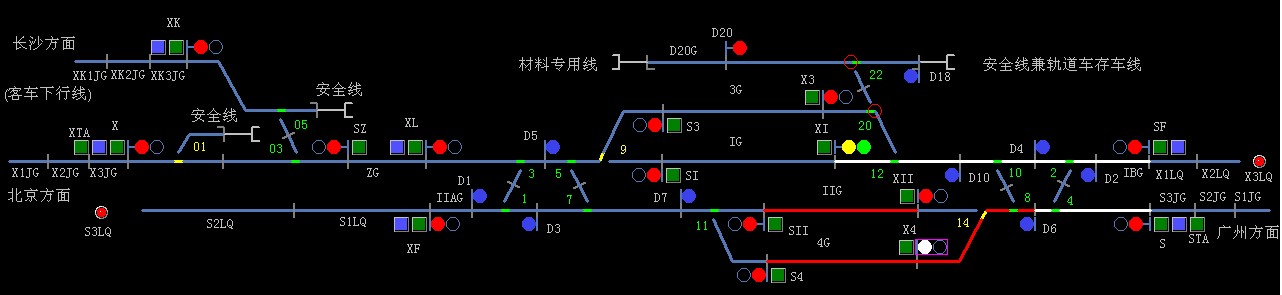 XK
D20
长沙方面
D20G
材料专用线
D18
安全线兼轨道车存车线
XK1JG
XK2JG
XK3JG
22
(客车下行线)
安全线
3G
X3
安全线
05
XTA
X
SZ
XL
S3
20
XI
SF
01
03
D5
9
IG
D4
X1JG
X2JG
X3JG
ZG
3
5
SI
12
D10
10
2
D2
IBG
X1LQ
X2LQ
X3LQ
北京方面
D1
IIAG
1
7
D7
IIG
XII
8
4
S3JG
S2JG
S1JG
S3LQ
S2LQ
S1LQ
XF
D3
11
SII
X4
14
D6
S
STA
广州方面
4G
S4